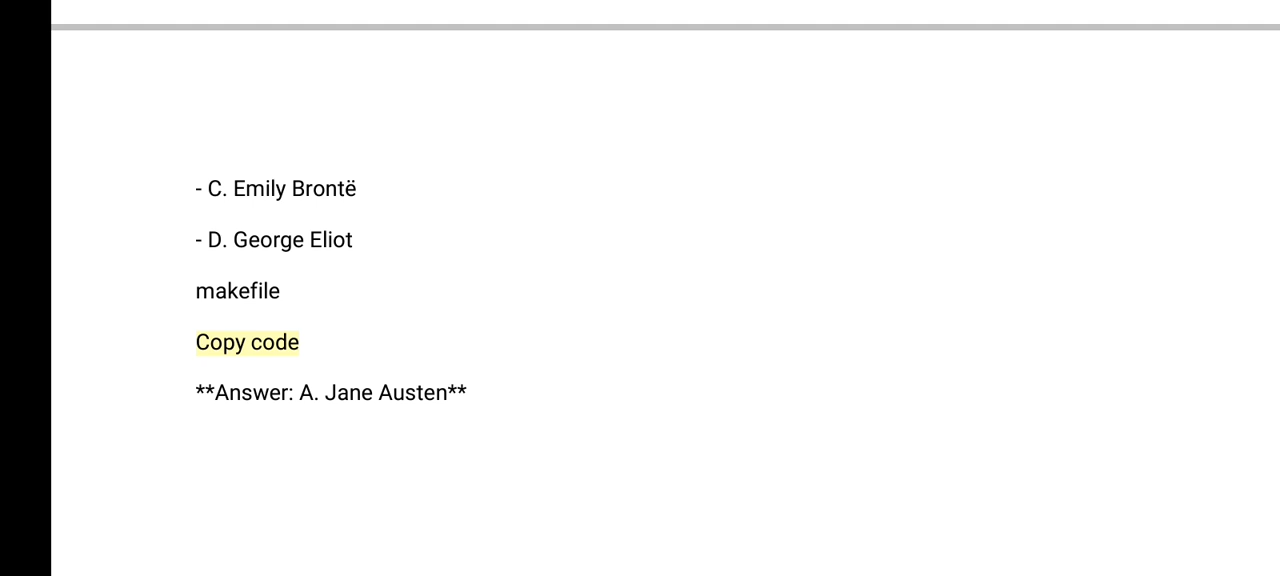 - C. Emily Brontë
- D. George Eliot
makefile
Copy code
**Answer: A. Jane Austen**